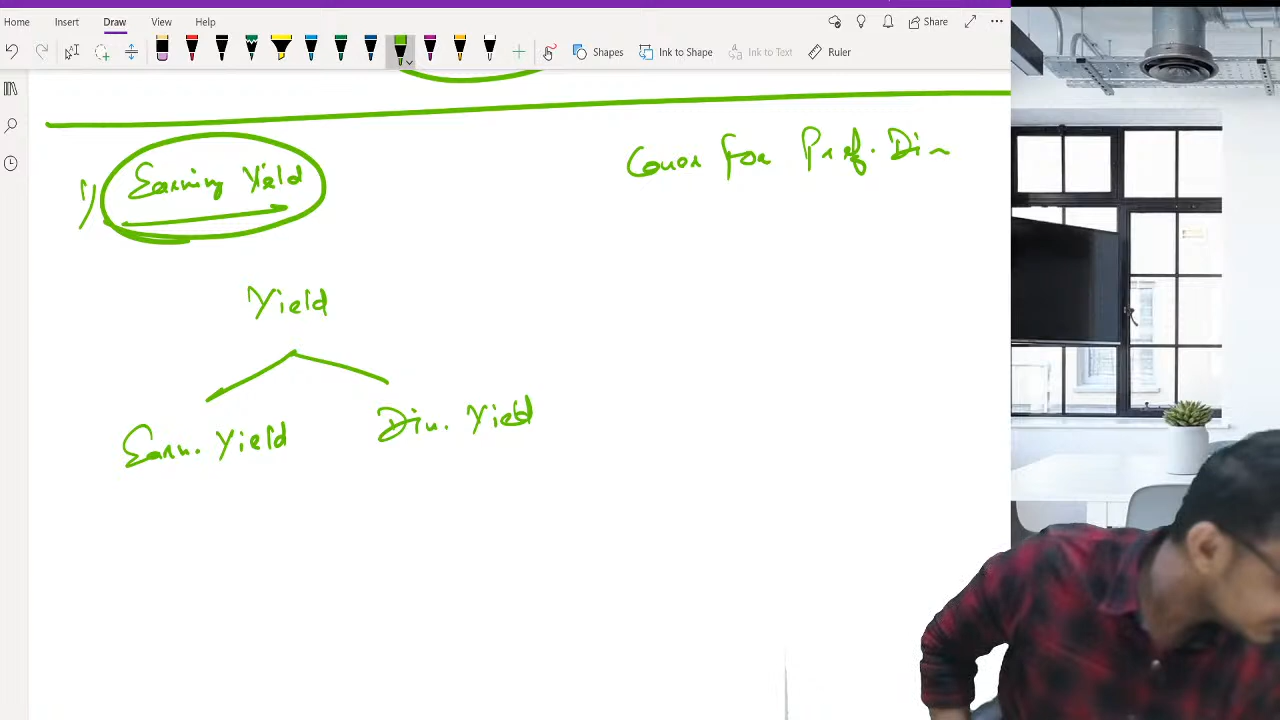 Home Insert Draw View Help Share
Shapes Ink to Shape Ink to Text Ruler
1) Earning Yield
Cover for Pref. Div
Yield
Earn. Yield
Div. Yield